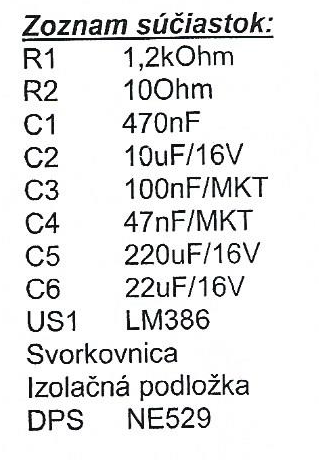 Zoznam súčiastok:
R1 1,2kOhm
R2 10Ohm
C1 470nF
C2 10uF/16V
C3 100nF/MKT
C4 47nF/MKT
C5 220uF/16V
C6 22uF/16V
US1 LM386
Svorkovnica
Izolačná podložka
DPS NE529